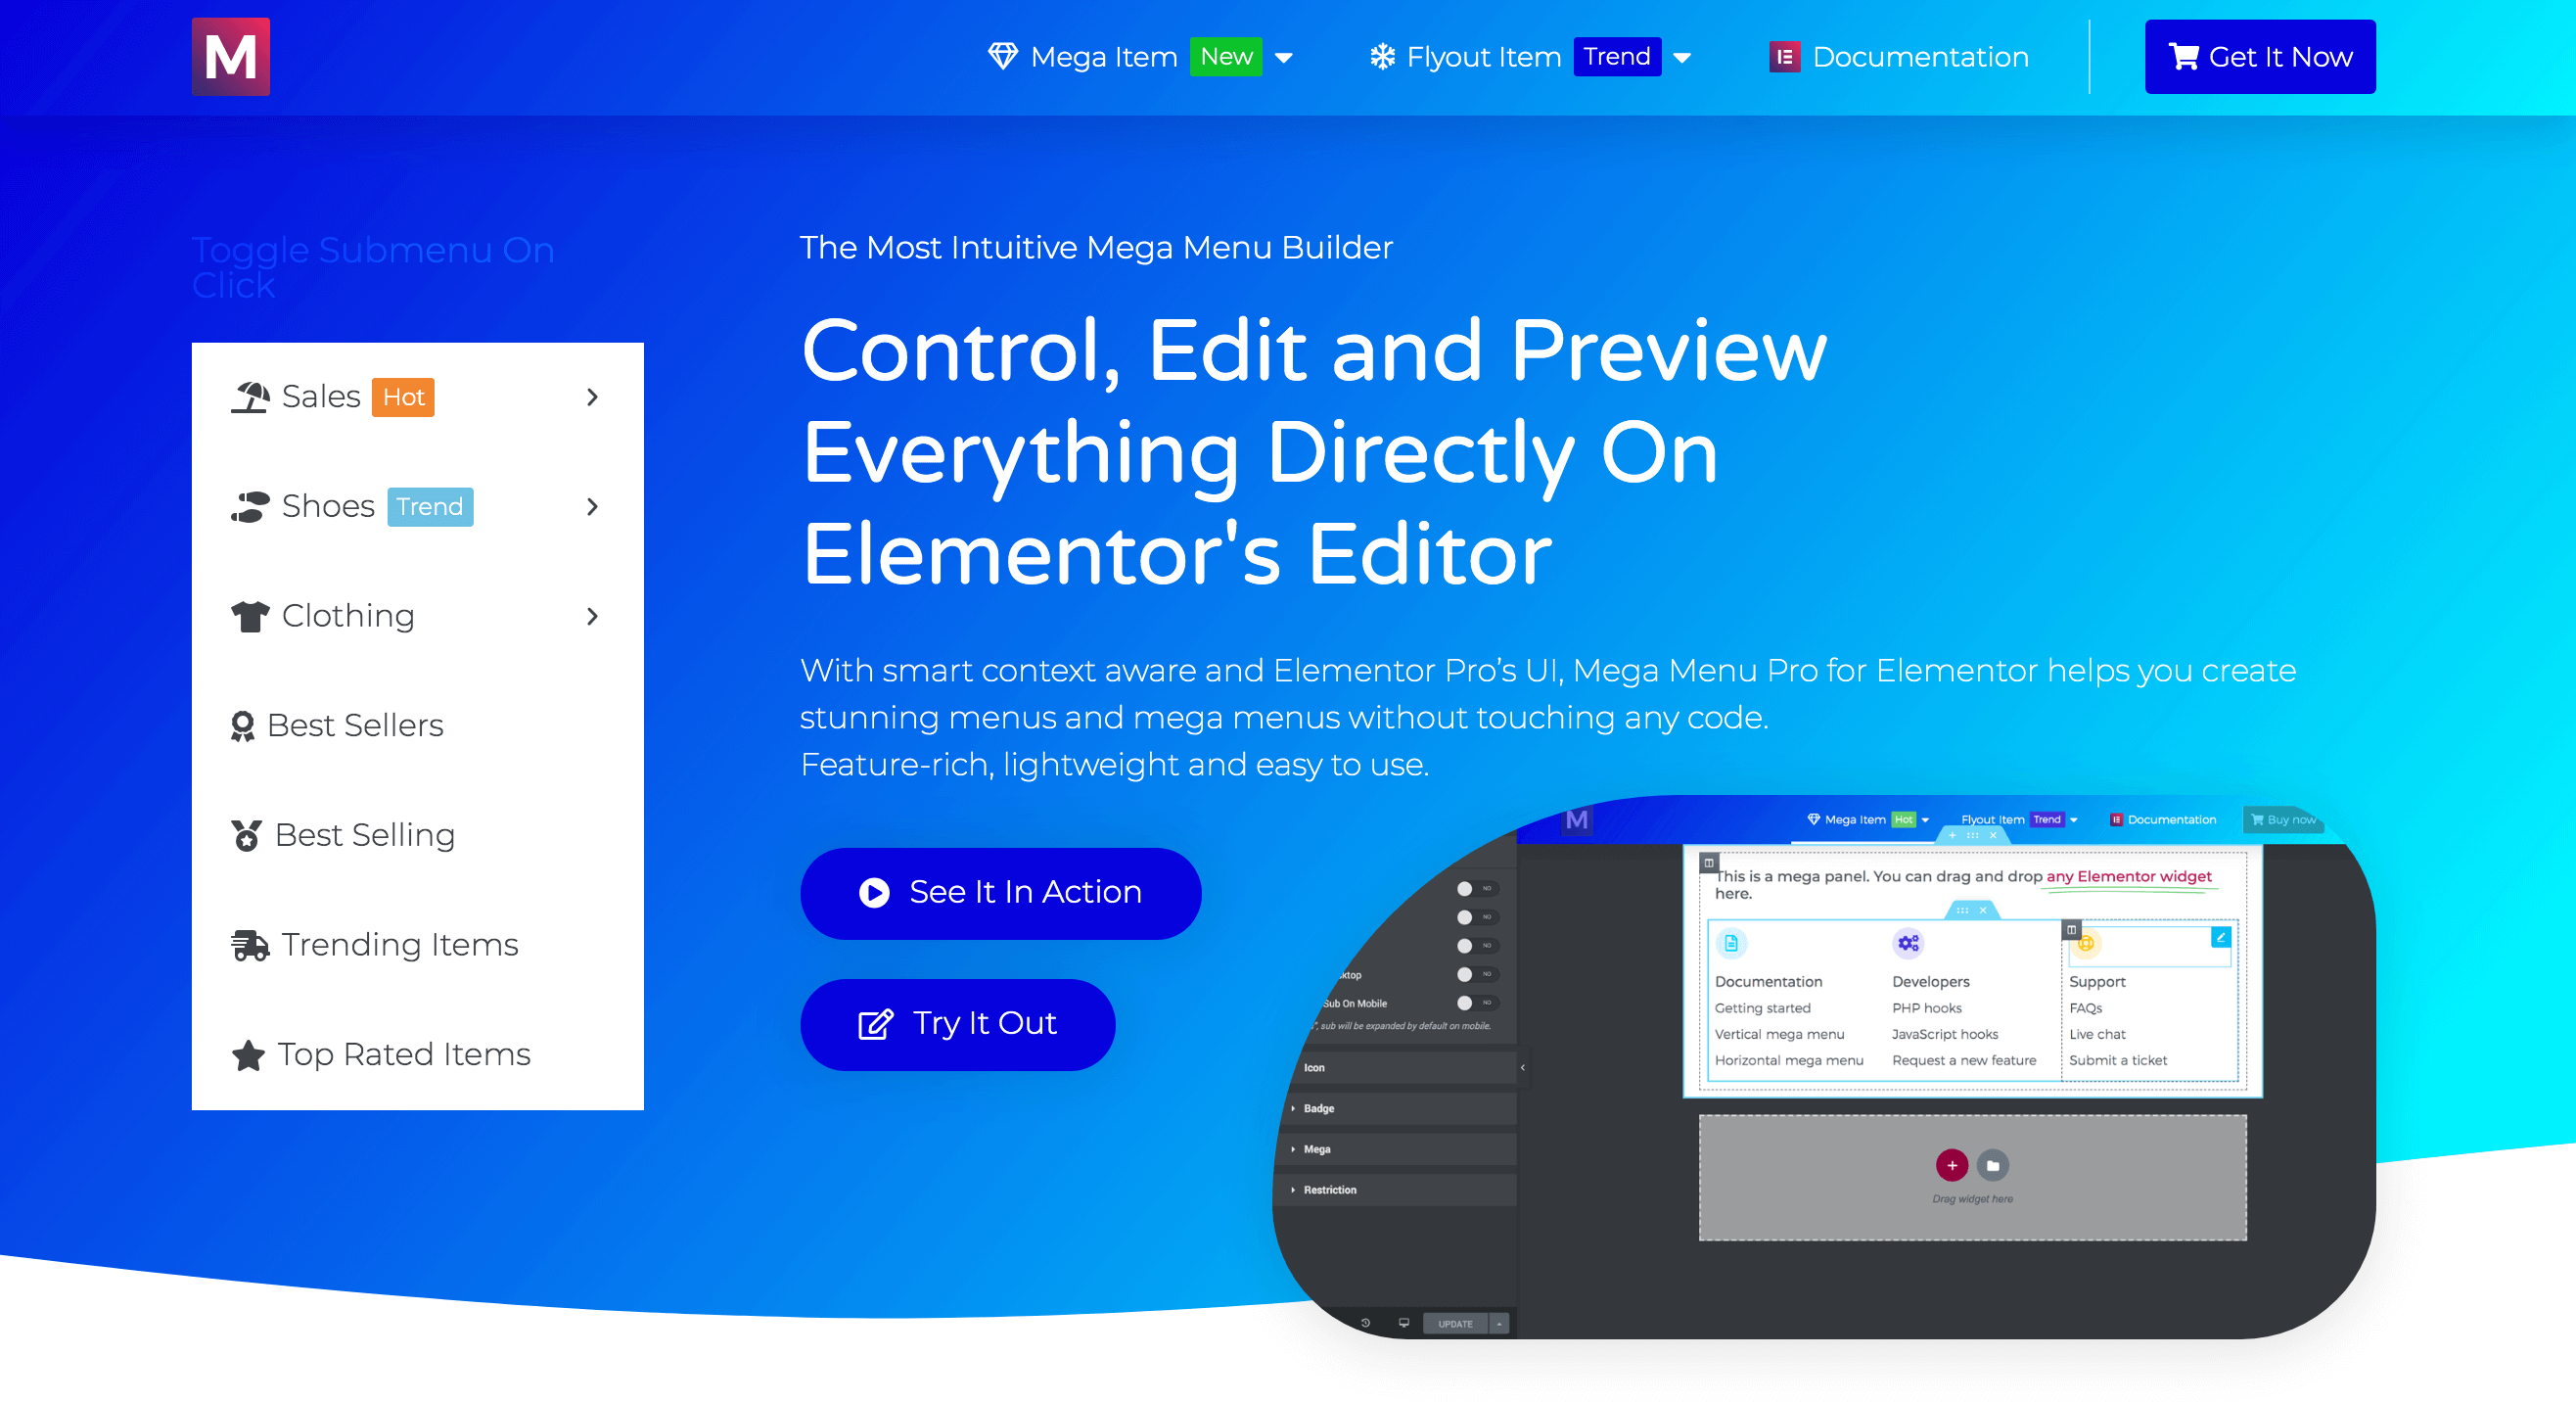 M
Mega Item New
Flyout Item Trend
Documentation
Get It Now
Toggle Submenu On
Click
Sales Hot
Shoes Trend
Clothing
Best Sellers
Best Selling
Trending Items
Top Rated Items
The Most Intuitive Mega Menu Builder
Control, Edit and Preview
Everything Directly On
Elementor's Editor
With smart context aware and Elementor Pro’s UI, Mega Menu Pro for Elementor helps you create
stunning menus and mega menus without touching any code.
Feature-rich, lightweight and easy to use.
See It In Action
Try It Out
M
Mega Item Hot
Flyout Item Trend
Documentation
Buy now
NO
NO
NO
NO
Sub On Mobile NO
sub will be expanded by default on mobile.
Icon
Badge
Mega
Restriction
UPDATE
This is a mega panel. You can drag and drop any Elementor widget
here.
Documentation
Getting started
Vertical mega menu
Horizontal mega menu
Developers
PHP hooks
JavaScript hooks
Request a new feature
Support
FAQs
Live chat
Submit a ticket
Drag widget here